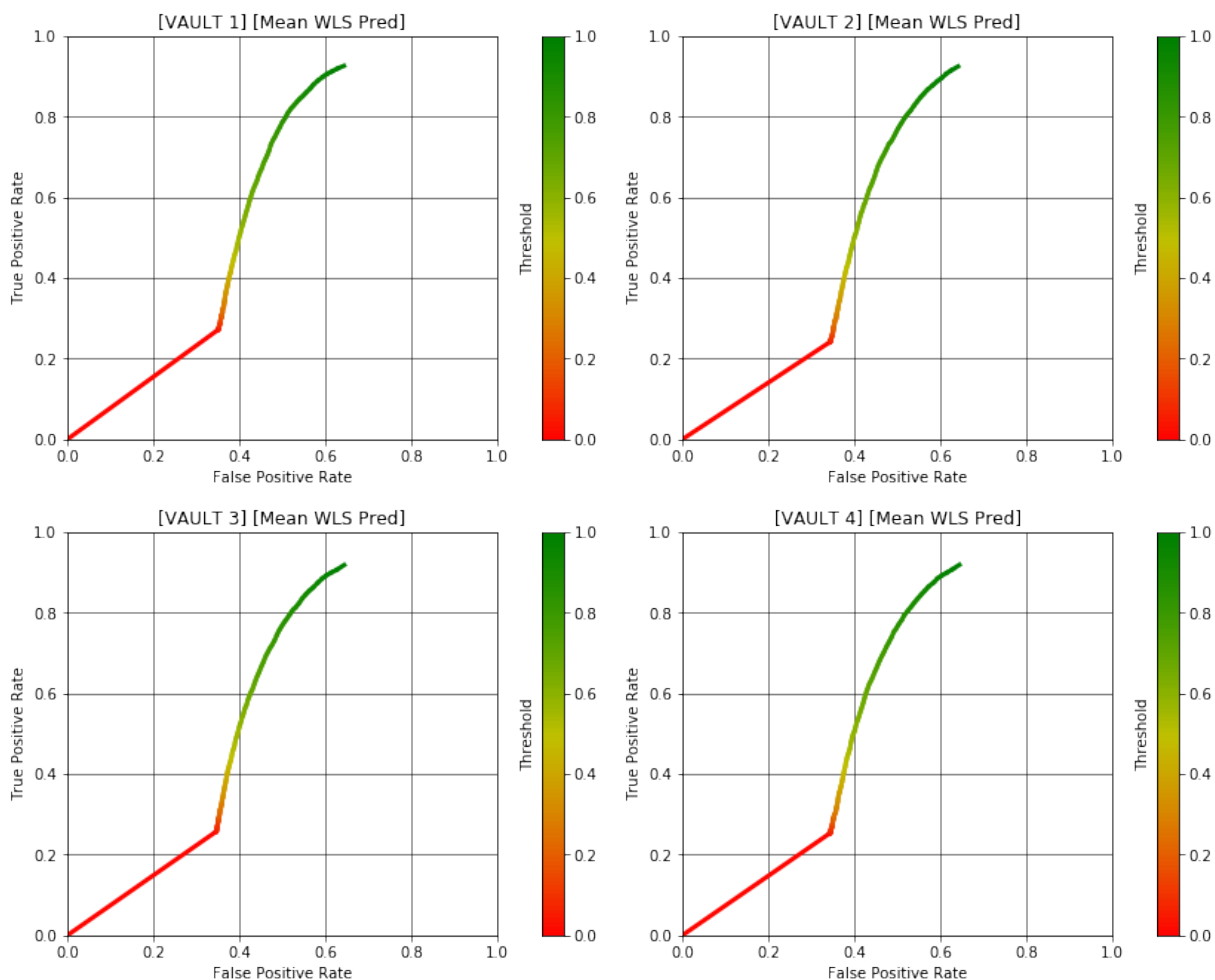 [VAULT 1] [Mean WLS Pred]
1.0
0.8
0.6
0.4
0.2
0.0
True Positive Rate
0.0 0.2 0.4 0.6 0.8 1.0
False Positive Rate
Threshold
1.0
0.8
0.6
0.4
0.2
0.0
[VAULT 2] [Mean WLS Pred]
1.0
0.8
0.6
0.4
0.2
0.0
True Positive Rate
0.0 0.2 0.4 0.6 0.8 1.0
False Positive Rate
Threshold
1.0
0.8
0.6
0.4
0.2
0.0
[VAULT 3] [Mean WLS Pred]
1.0
0.8
0.6
0.4
0.2
0.0
True Positive Rate
0.0 0.2 0.4 0.6 0.8 1.0
False Positive Rate
Threshold
1.0
0.8
0.6
0.4
0.2
0.0
[VAULT 4] [Mean WLS Pred]
1.0
0.8
0.6
0.4
0.2
0.0
True Positive Rate
0.0 0.2 0.4 0.6 0.8 1.0
False Positive Rate
Threshold
1.0
0.8
0.6
0.4
0.2
0.0